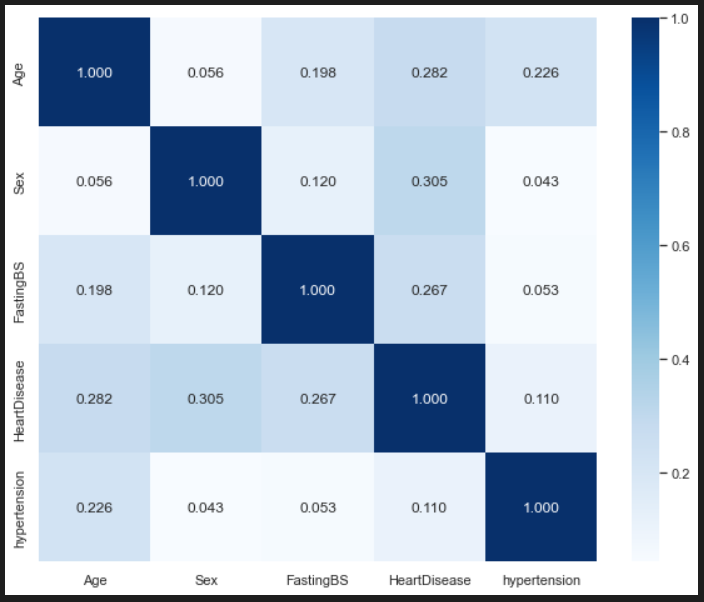 1.0
Age 1.000 0.056 0.198 0.282 0.226
0.8
Sex 0.056 1.000 0.120 0.305 0.043
0.6
FastingBS 0.198 0.120 1.000 0.267 0.053
0.4
HeartDisease 0.282 0.305 0.267 1.000 0.110
0.2
hypertension 0.226 0.043 0.053 0.110 1.000
Age Sex FastingBS HeartDisease hypertension